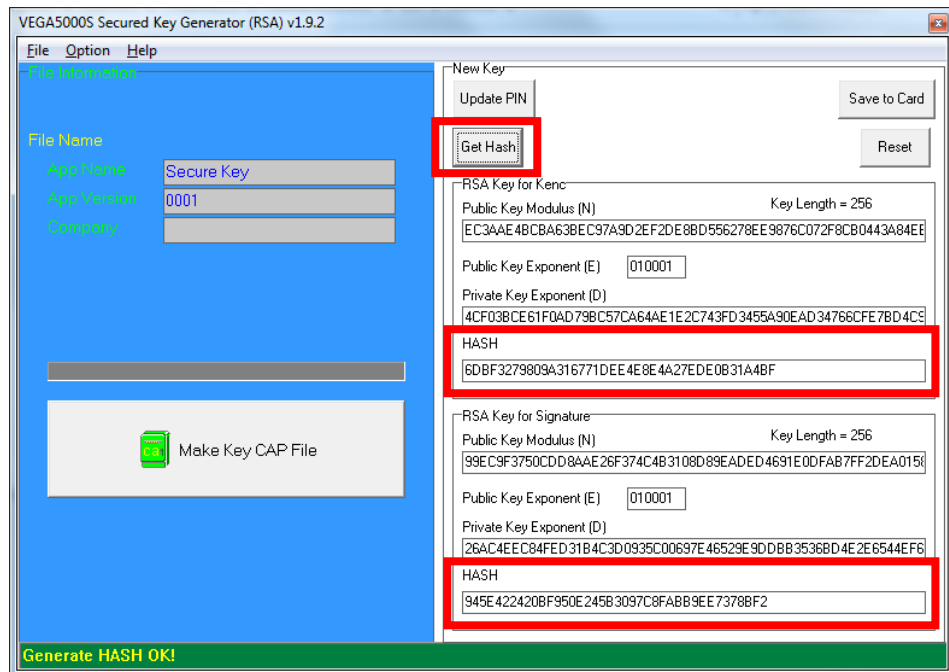 VEGA5000S Secured Key Generator (RSA) v1.9.2
File Option Help
File Information
File Name
App Name Secure Key
App Version 0001
Company
cap
Make Key CAP File
New Key
Update PIN
Save to Card
Get Hash
Reset
RSA Key for Kenc
Public Key Modulus (N) Key Length = 256
EC3AAE4BCBA63BEC97A9D2EF2DE8BD556278EE9876C072F8CB0443A84EE
Public Key Exponent (E) 010001
Private Key Exponent (D)
4CF03BCE61F0AD79BC57CA64AE1E2C743FD3455A90EAD34766CFE7BD4C9
HASH
6DBF3279809A316771DEE4E8E4A27EDE0B31A4BF
RSA Key for Signature
Public Key Modulus (N) Key Length = 256
99EC9F3750CDD8AAE26F374C4B3108D89EADED4691E0DFAB7FF2DEA0158
Public Key Exponent (E) 010001
Private Key Exponent (D)
26AC4EEC84FED31B4C3D0935C00697E46529E9DDBB3536BD4E2E6544EF6
HASH
945E422420BF950E245B3097C8FABB9EE7378BF2
Generate HASH OK!